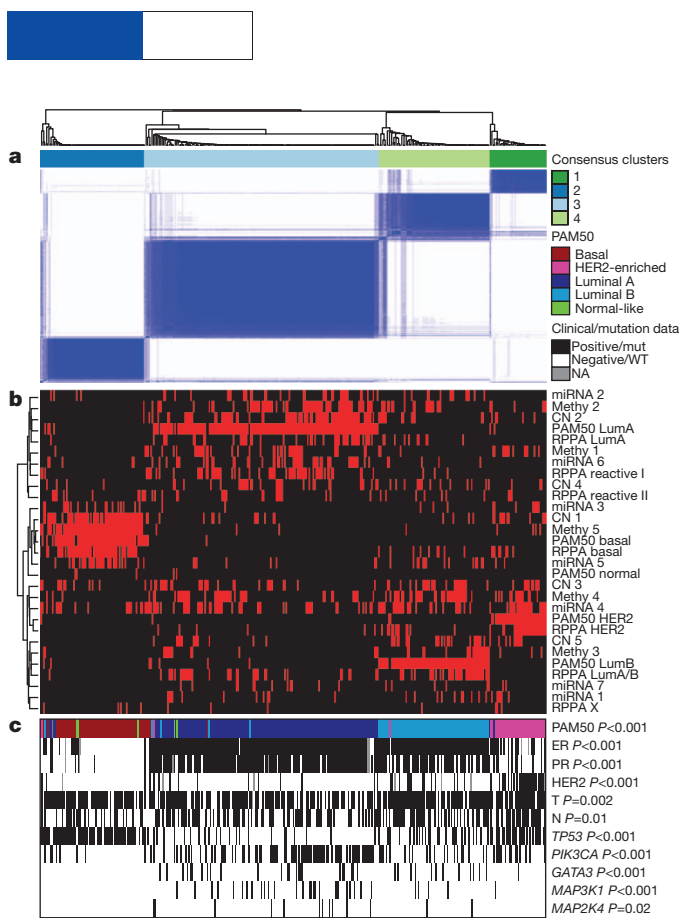 a
Consensus clusters
1
2
3
4
PAM50
Basal
HER2-enriched
Luminal A
Luminal B
Normal-like
Clinical/mutation data
Positive/mut
Negative/WT
NA
b
miRNA 2
Methy 2
CN 2
PAM50 LumA
RPPA LumA
Methy 1
miRNA 6
RPPA reactive I
CN 4
RPPA reactive II
miRNA 3
CN 1
Methy 5
PAM50 basal
RPPA basal
miRNA 5
PAM50 normal
CN 3
Methy 4
miRNA 4
PAM50 HER2
RPPA HER2
CN 5
Methy 3
PAM50 LumB
RPPA LumA/B
miRNA 7
miRNA 1
RPPA X
c
PAM50 P<0.001
ER P<0.001
PR P<0.001
HER2 P<0.001
T P=0.002
N P=0.01
TP53 P<0.001
PIK3CA P<0.001
GATA3 P<0.001
MAP3K1 P<0.001
MAP2K4 P=0.02